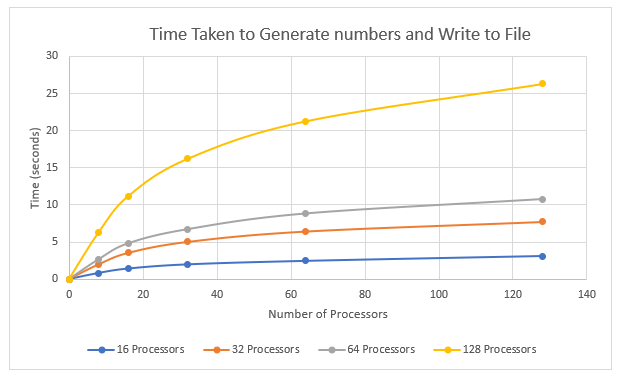 Time Taken to Generate numbers and Write to File
30
25
20
15
10
5
0
Time (seconds)
0 20 40 60 80 100 120 140
Number of Processors
16 Processors 32 Processors 64 Processors 128 Processors